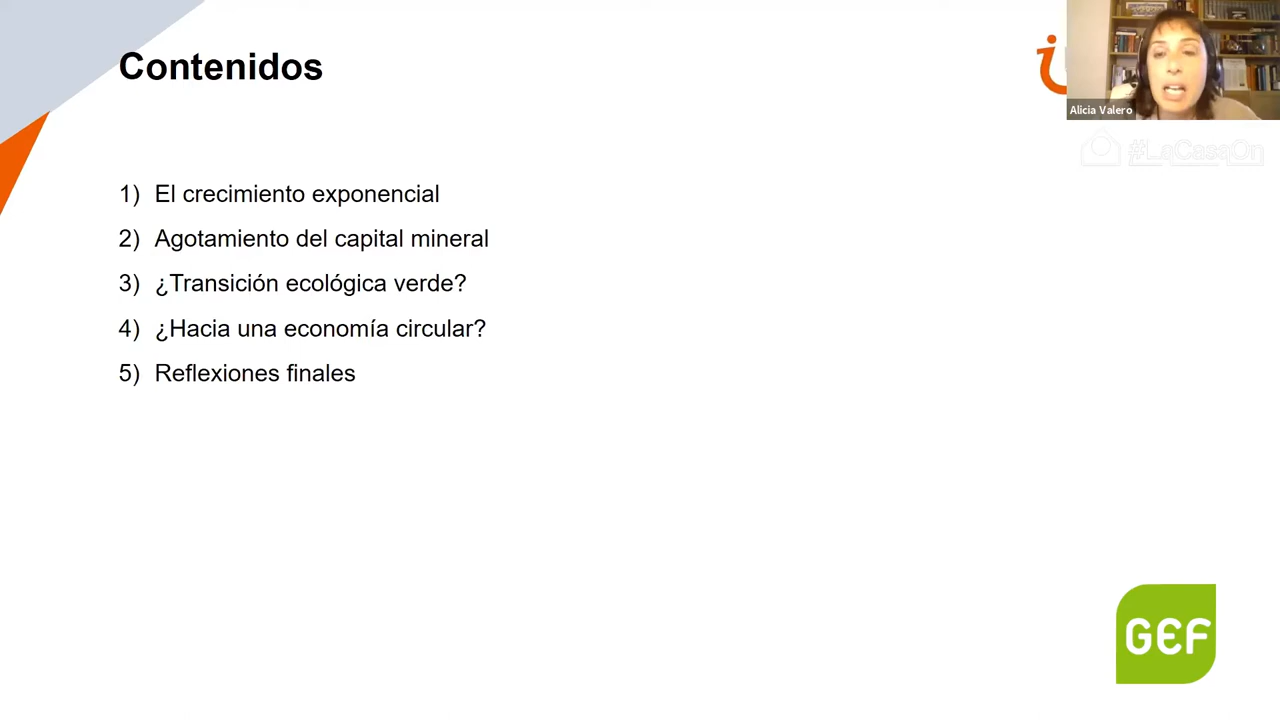 Contenidos
Alicia Valero
#LaCasaOn
1) El crecimiento exponencial
2) Agotamiento del capital mineral
3) ¿Transición ecológica verde?
4) ¿Hacia una economía circular?
5) Reflexiones finales
GEF